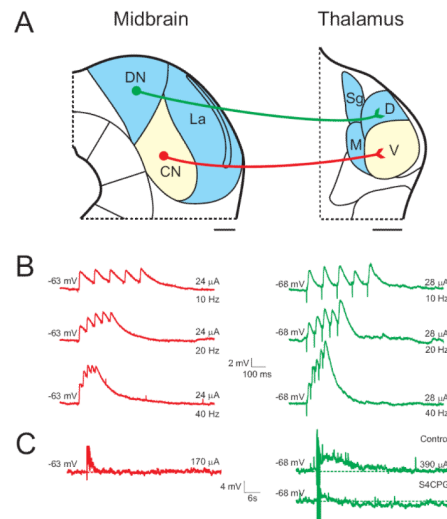 A
Midbrain
Thalamus
DN
La
CN
Sg
D
M
V
B
-63 mV
24 µA
10 Hz
-68 mV
28 µA
10 Hz
-63 mV
24 µA
20 Hz
-68 mV
28 µA
20 Hz
2 mV
100 ms
-63 mV
24 µA
40 Hz
-68 mV
28 µA
40 Hz
C
Control
-63 mV
170 µA
-68 mV
390 µA
4 mV
6s
S4CPG
-68 mV